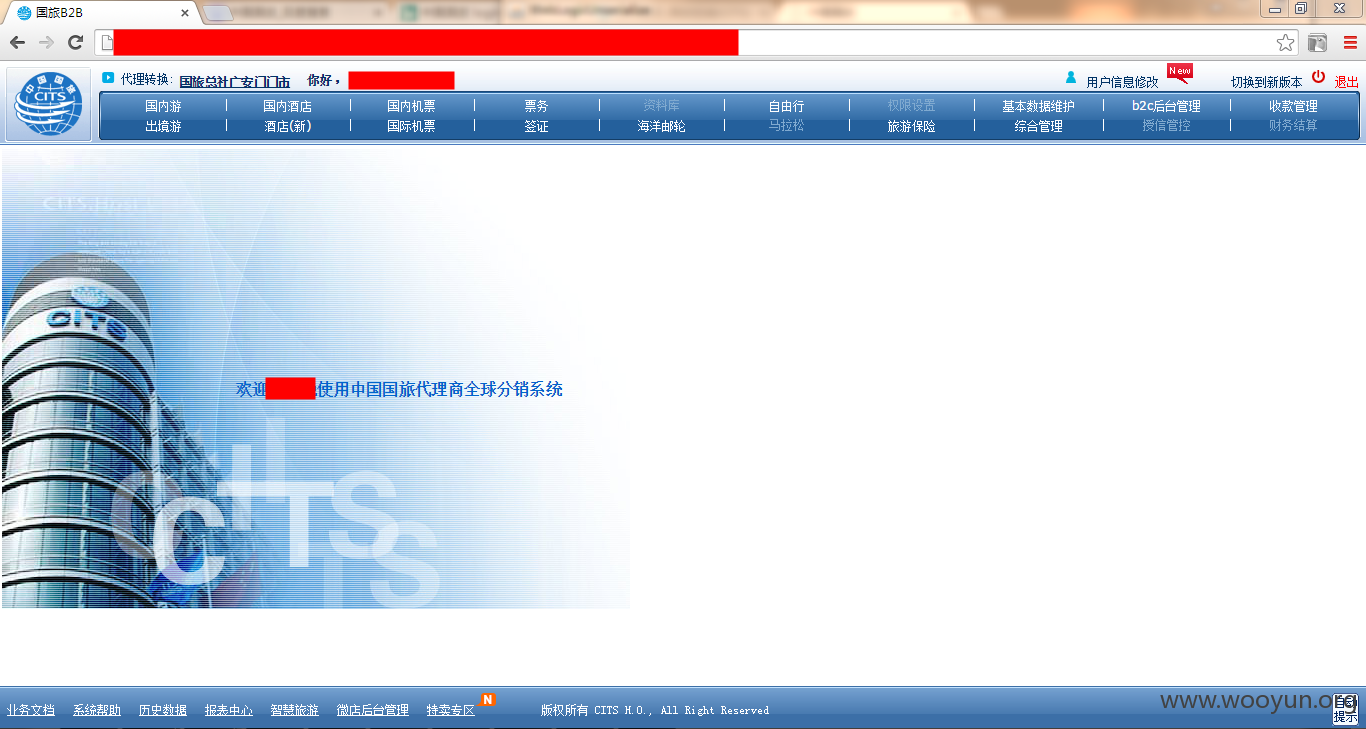 国旅B2B
代理转换: 国旅总社广安门门市 你好， 用户信息修改 New 切换到新版本 退出
中国国旅
CITS
国内游 国内酒店 国内机票 票务 资料库 自由行 权限设置 基本数据维护 b2c后台管理 收款管理
出境游 酒店(新) 国际机票 签证 海洋邮轮 马拉松 旅游保险 综合管理 授信管控 财务结算
CITS
欢迎 使用中国国旅代理商全球分销系统
CITS
CITS
业务文档 系统帮助 历史数据 报表中心 智慧旅游 微店后台管理 特卖专区 N 版权所有 CITS H.O., All Right Reserved
www.wooyun.org
提示